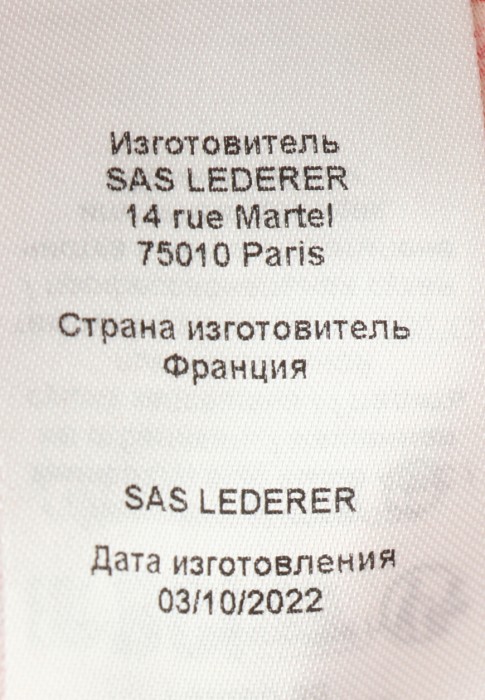 Изготовитель
SAS LEDERER
14 rue Martel
75010 Paris
Страна изготовитель
Франция
SAS LEDERER
Дата изготовления
03/10/2022